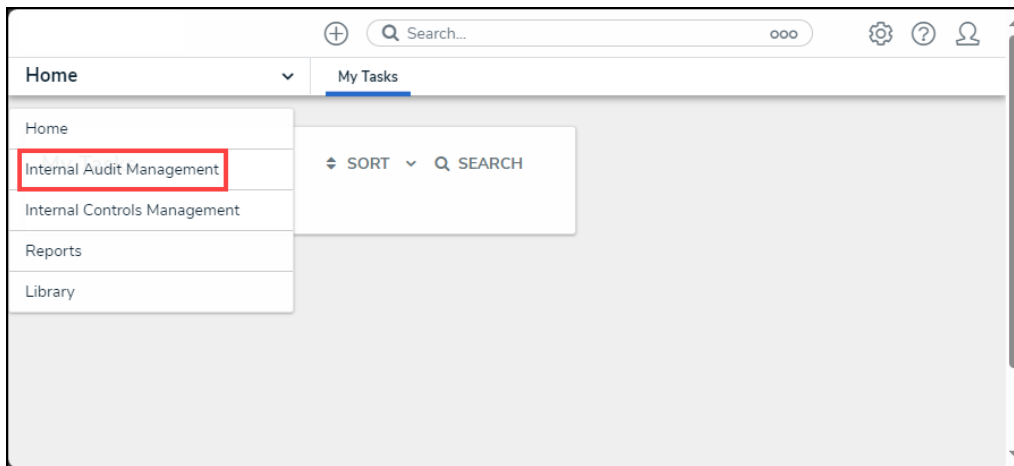 Search...
Home
My Tasks
Home
Internal Audit Management
SORT
SEARCH
Internal Controls Management
Reports
Library